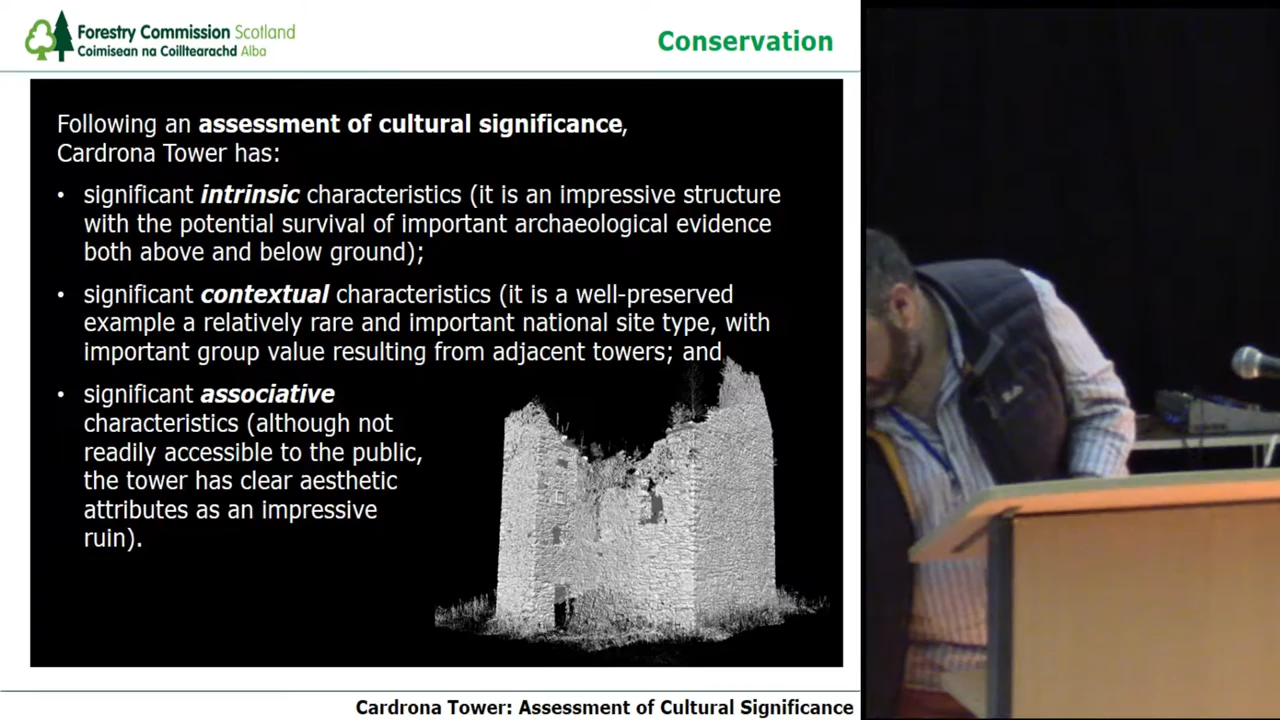 Forestry Commission Scotland
Coimisean na Coilltearachd Alba
Conservation
Following an assessment of cultural significance,
Cardrona Tower has:
• significant intrinsic characteristics (it is an impressive structure
with the potential survival of important archaeological evidence
both above and below ground);
• significant contextual characteristics (it is a well-preserved
example a relatively rare and important national site type, with
important group value resulting from adjacent towers; and
• significant associative
characteristics (although not
readily accessible to the public,
the tower has clear aesthetic
attributes as an impressive
ruin).
Cardrona Tower: Assessment of Cultural Significance